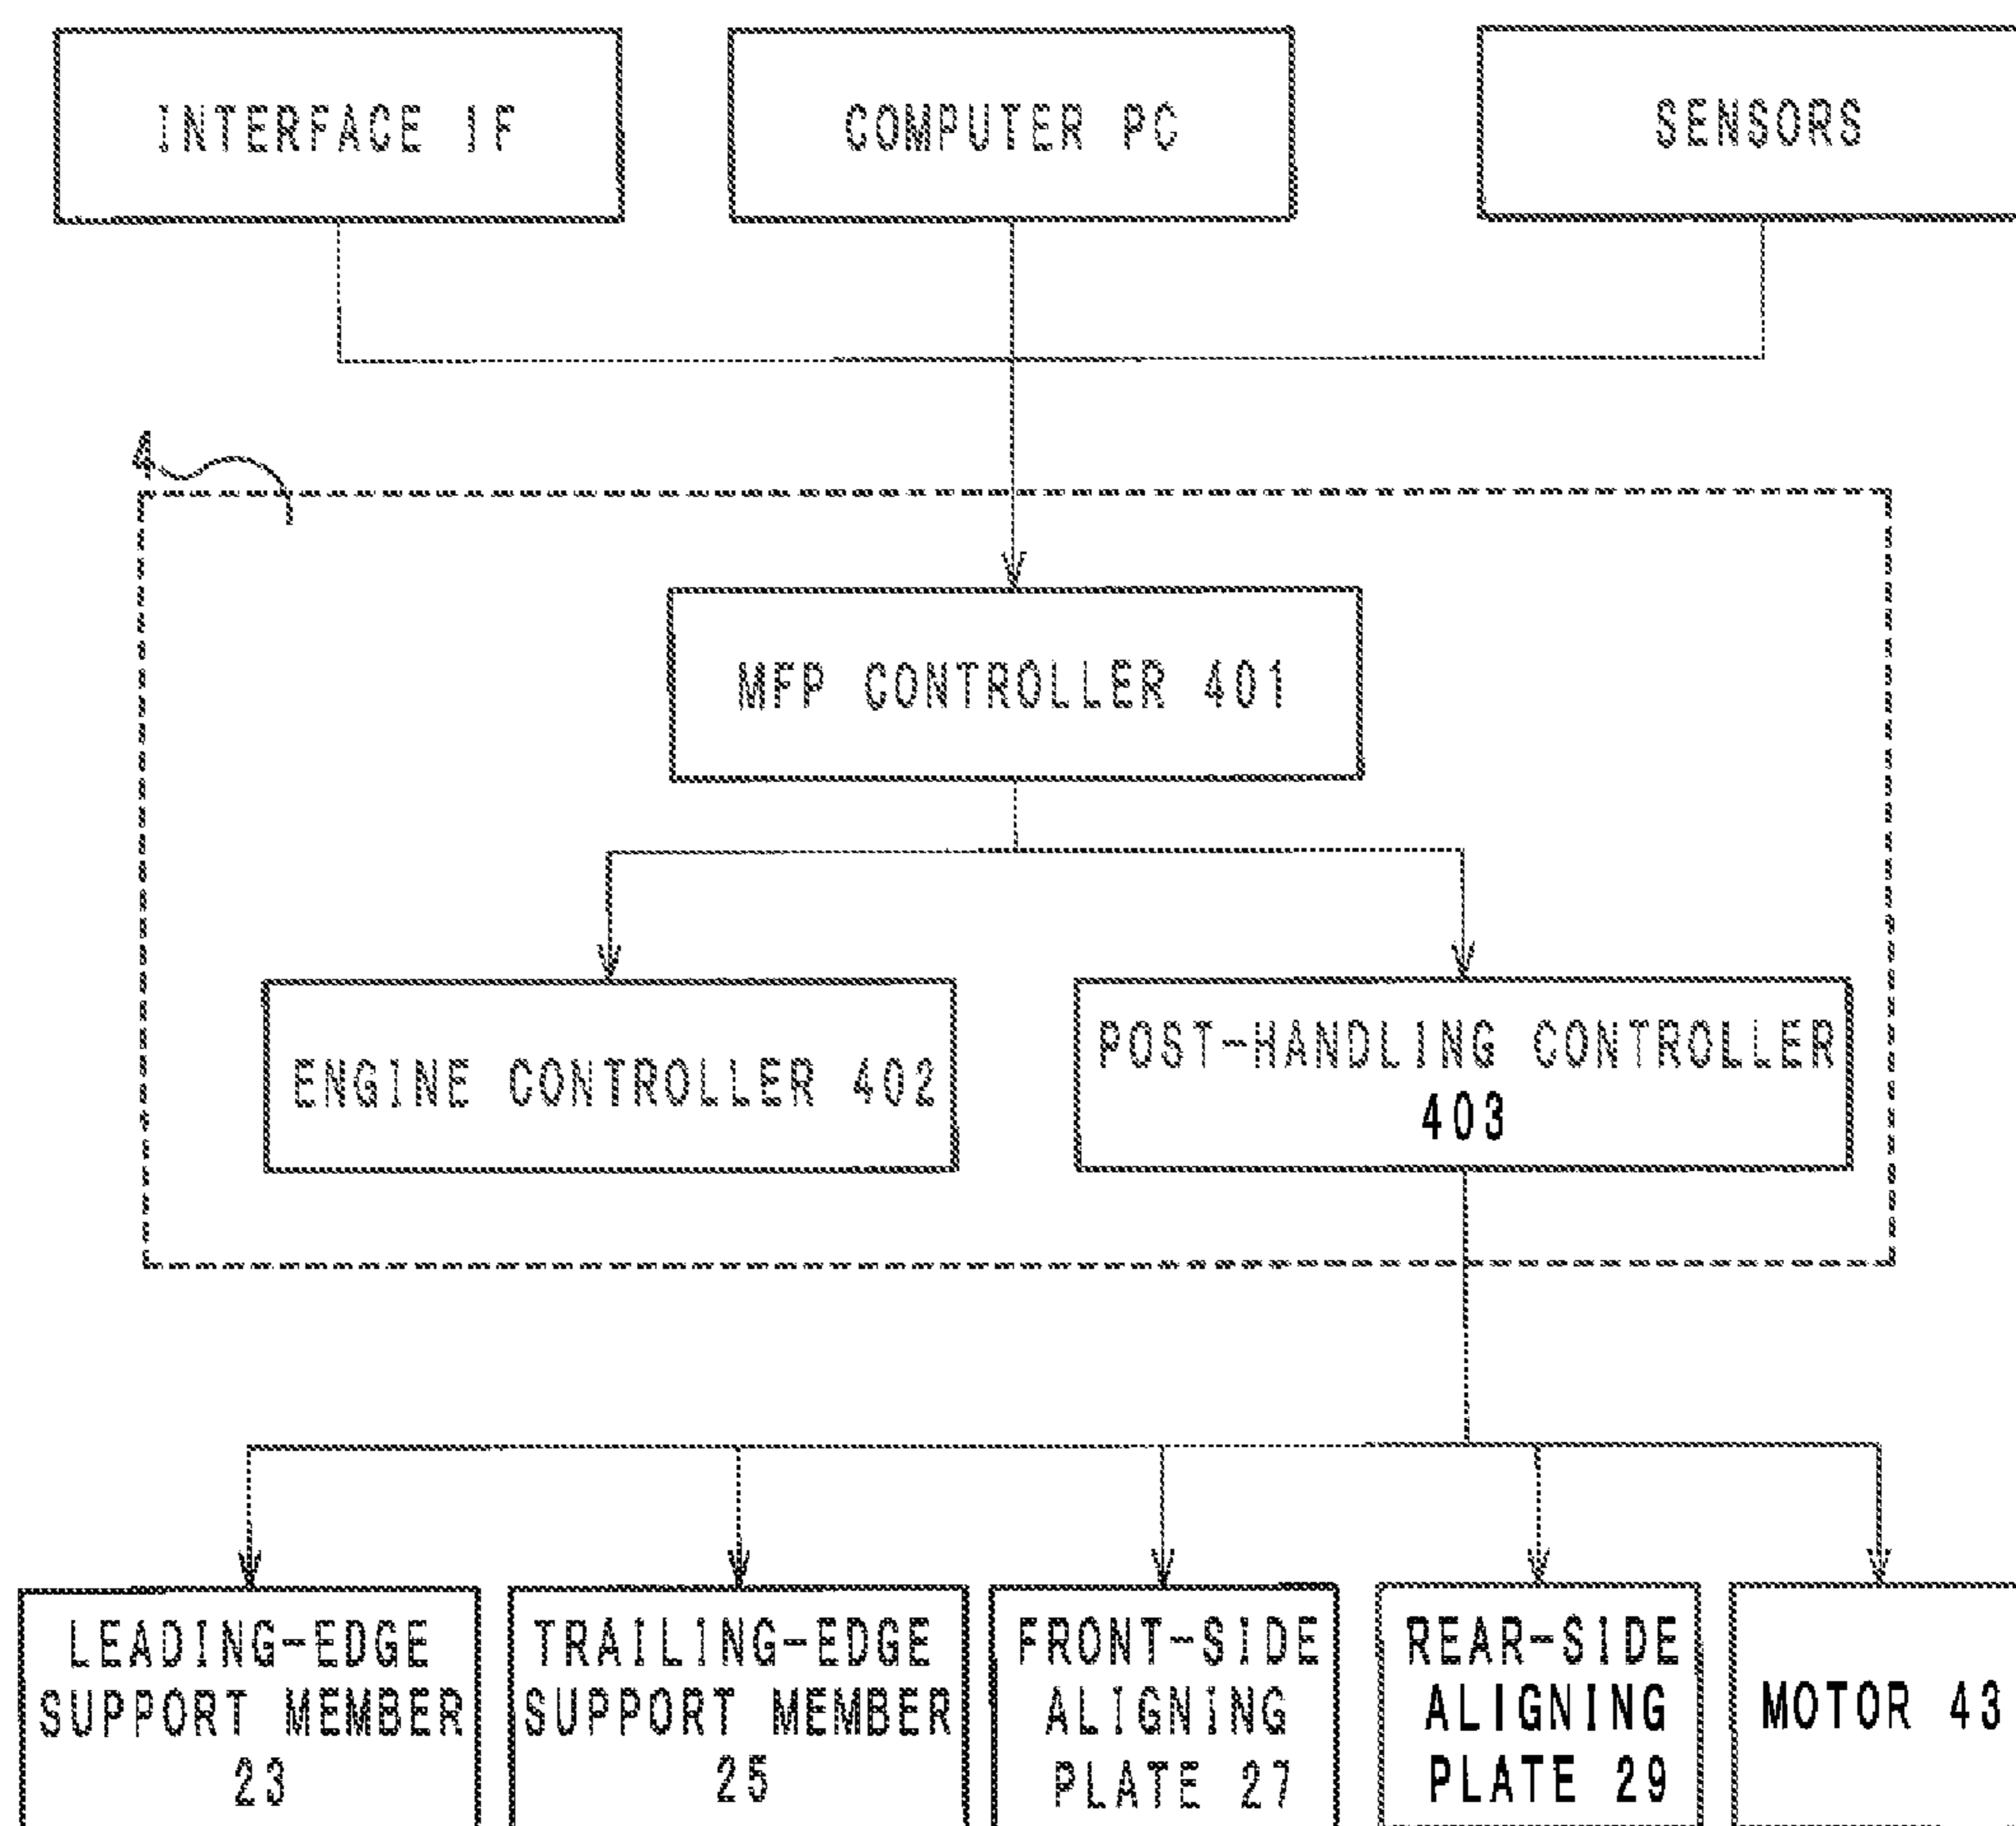 INTERFACE IF
COMPUTER PC
SENSORS
4
MFP CONTROLLER 401
ENGINE CONTROLLER 402
POST-HANDLING CONTROLLER
403
LEADING-EDGE
SUPPORT MEMBER
23
TRAILING-EDGE
SUPPORT MEMBER
25
FRONT-SIDE
ALIGNING
PLATE 27
REAR-SIDE
ALIGNING
PLATE 29
MOTOR 43